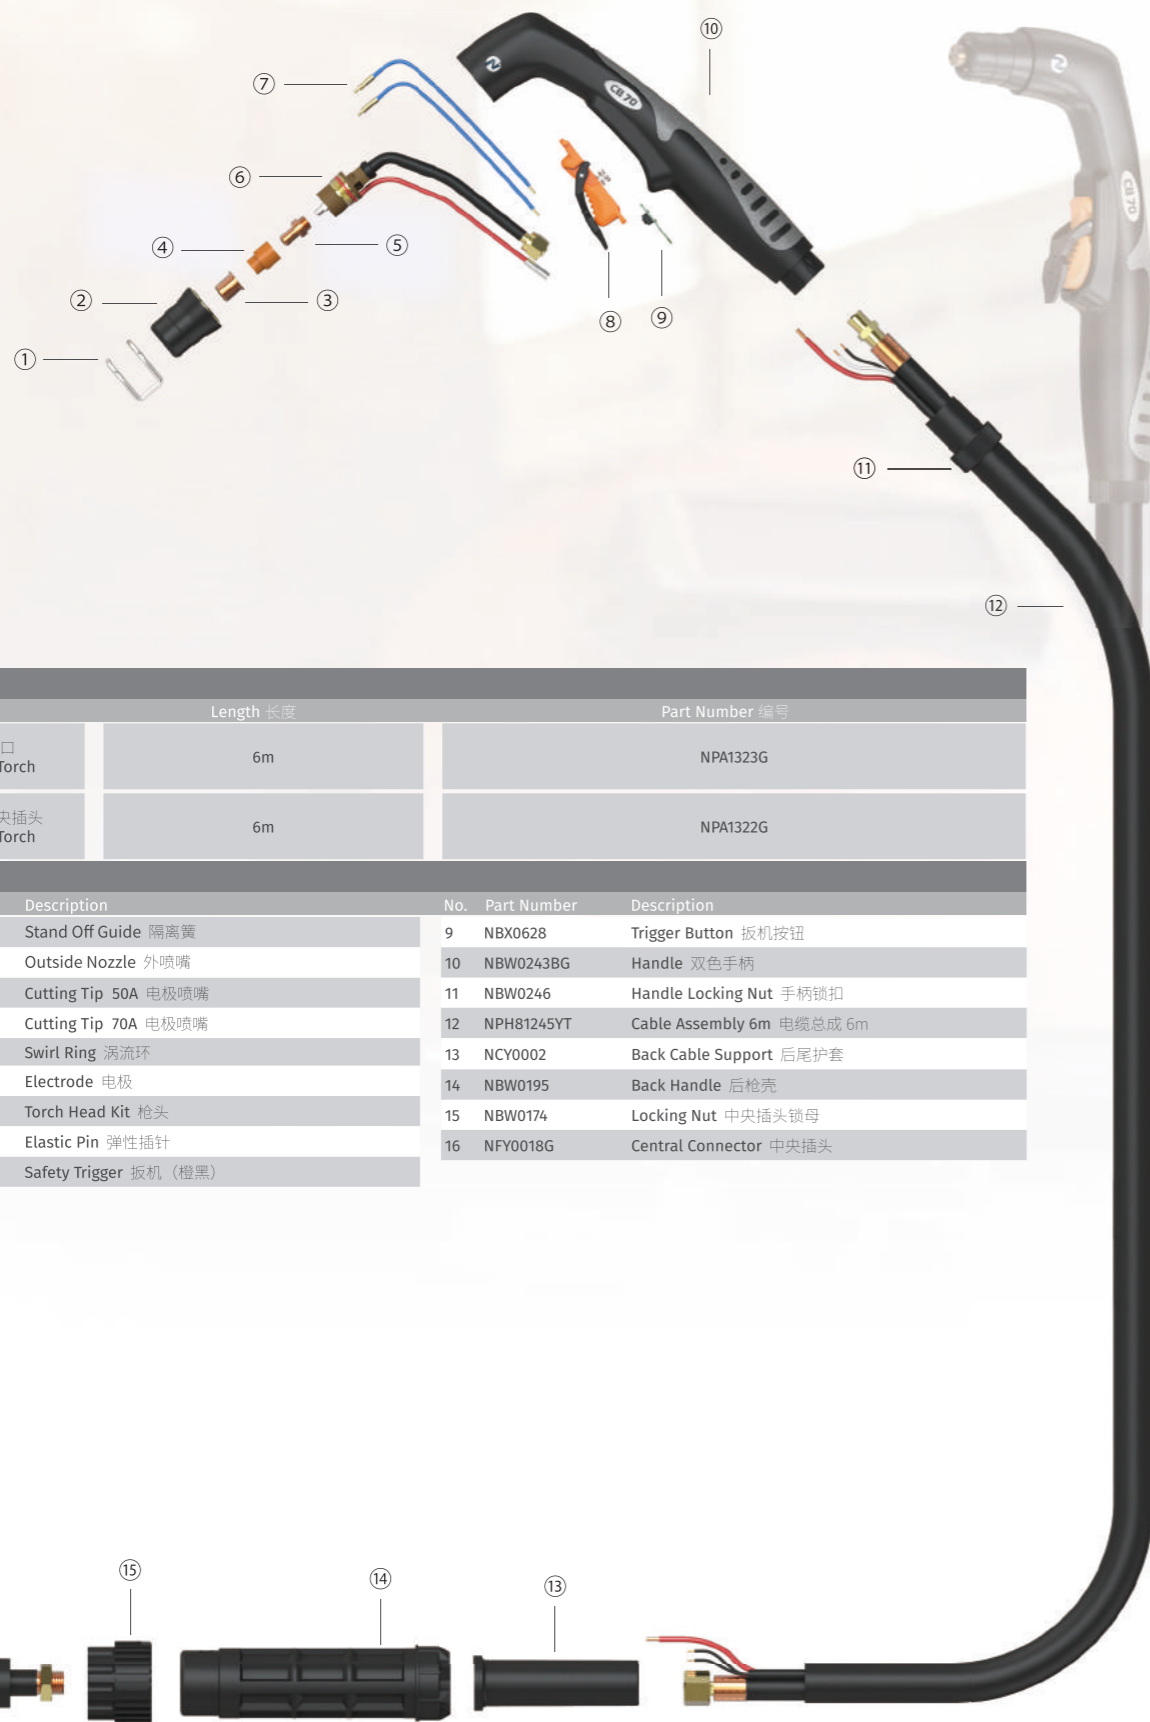 ⑩
⑦
CB 70
⑥
④
⑤
②
③
⑧
⑨
①
CB 70
⑪
⑫
Length 长度 Part Number 编号
口
Torch 6m NPA1323G
央插头
Torch 6m NPA1322G
Description
Stand Off Guide 隔离簧
Outside Nozzle 外喷嘴
Cutting Tip 50A 电极喷嘴
Cutting Tip 70A 电极喷嘴
Swirl Ring 涡流环
Electrode 电极
Torch Head Kit 枪头
Elastic Pin 弹性插针
Safety Trigger 扳机（橙黑）
No. Part Number Description
9 NBX0628 Trigger Button 扳机按钮
10 NBW0243BG Handle 双色手柄
11 NBW0246 Handle Locking Nut 手柄锁扣
12 NPH81245YT Cable Assembly 6m 电缆总成 6m
13 NCY0002 Back Cable Support 后尾护套
14 NBW0195 Back Handle 后枪壳
15 NBW0174 Locking Nut 中央插头锁母
16 NFY0018G Central Connector 中央插头
⑮
⑭
⑬